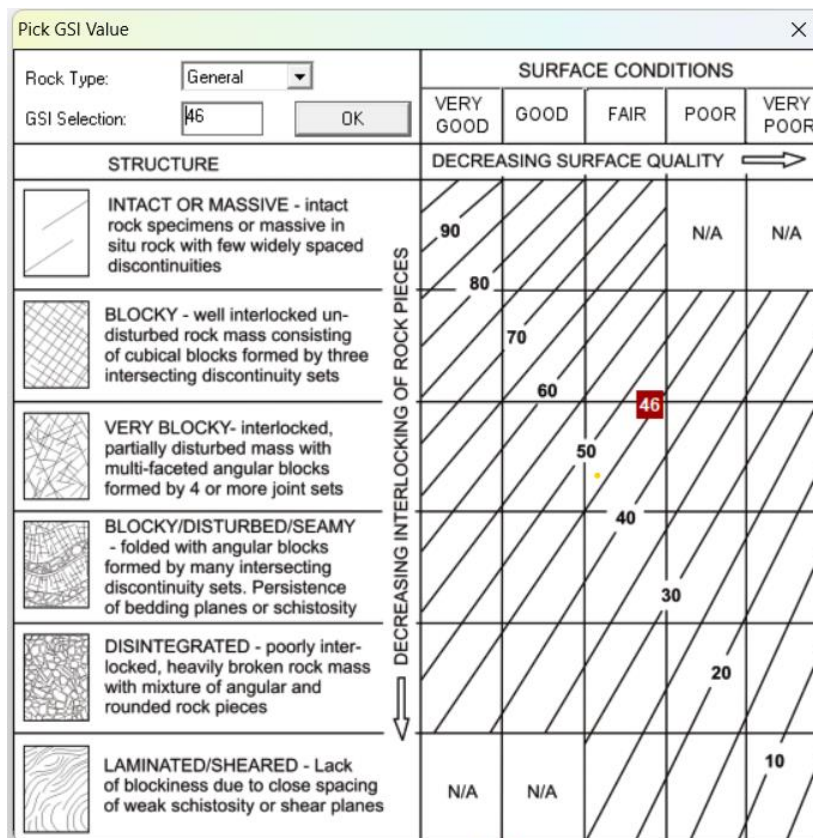 Pick GSI Value
Rock Type:
General
GSI Selection:
46
OK
SURFACE CONDITIONS
VERY GOOD
GOOD
FAIR
POOR
VERY POOR
STRUCTURE
DECREASING SURFACE QUALITY
DECREASING INTERLOCKING OF ROCK PIECES
INTACT OR MASSIVE - intact
rock specimens or massive in
situ rock with few widely spaced
discontinuities
BLOCKY - well interlocked un-
disturbed rock mass consisting
of cubical blocks formed by three
intersecting discontinuity sets
VERY BLOCKY- interlocked,
partially disturbed mass with
multi-faceted angular blocks
formed by 4 or more joint sets
BLOCKY/DISTURBED/SEAMY
- folded with angular blocks
formed by many intersecting
discontinuity sets. Persistence
of bedding planes or schistosity
DISINTEGRATED - poorly inter-
locked, heavily broken rock mass
with mixture of angular and
rounded rock pieces
LAMINATED/SHEARED - Lack
of blockiness due to close spacing
of weak schistosity or shear planes
90
N/A
N/A
80
70
60
46
50
40
30
20
10
N/A
N/A